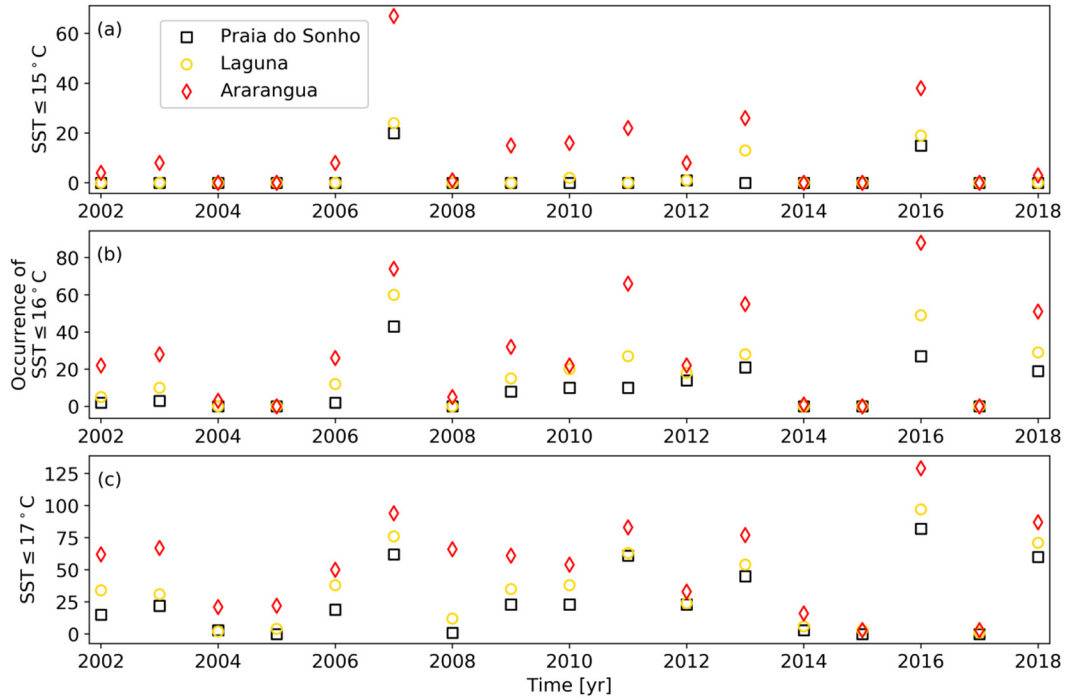 (a)
Praia do Sonho
Laguna
Ararangua
SST ≤ 15°C
60
40
20
0
2002 2004 2006 2008 2010 2012 2014 2016 2018
(b)
Occurrence of
SST ≤ 16°C
80
60
40
20
0
2002 2004 2006 2008 2010 2012 2014 2016 2018
(c)
SST ≤ 17°C
125
100
75
50
25
0
2002 2004 2006 2008 2010 2012 2014 2016 2018
Time [yr]